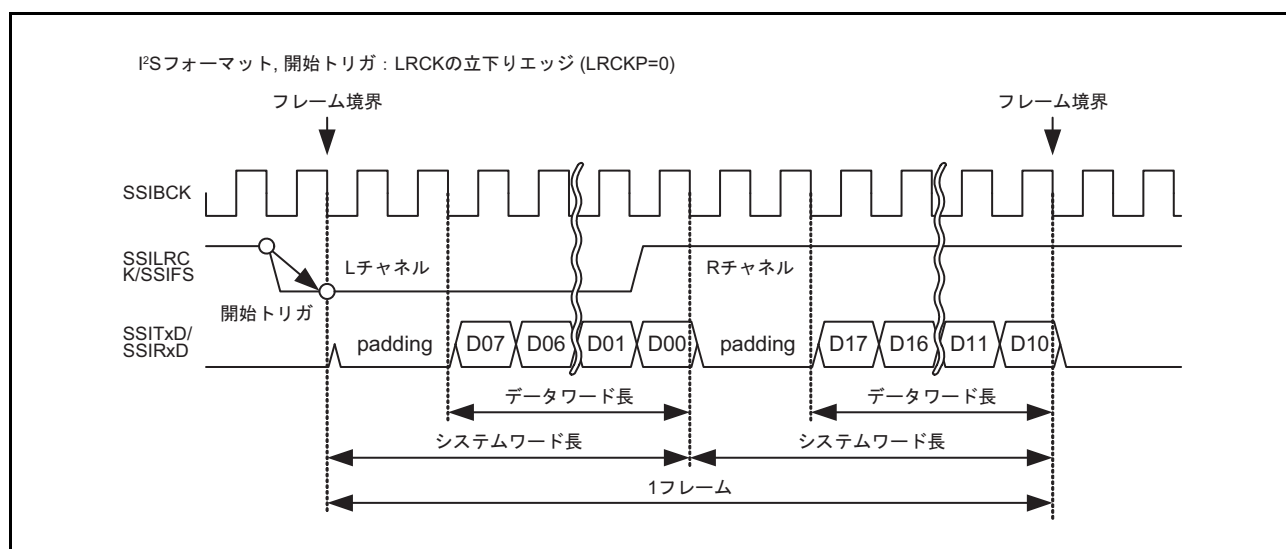 I²Sフォーマット, 開始トリガ：LRCKの立下りエッジ (LRCKP=0)
フレーム境界 フレーム境界
SSIBCK
SSILRC
K/SSIFS
Lチャネル Rチャネル
開始トリガ
SSITxD/
SSIRxD
padding D07 D06 D01 D00 padding D17 D16 D11 D10
データワード長 データワード長
システムワード長 システムワード長
1フレーム